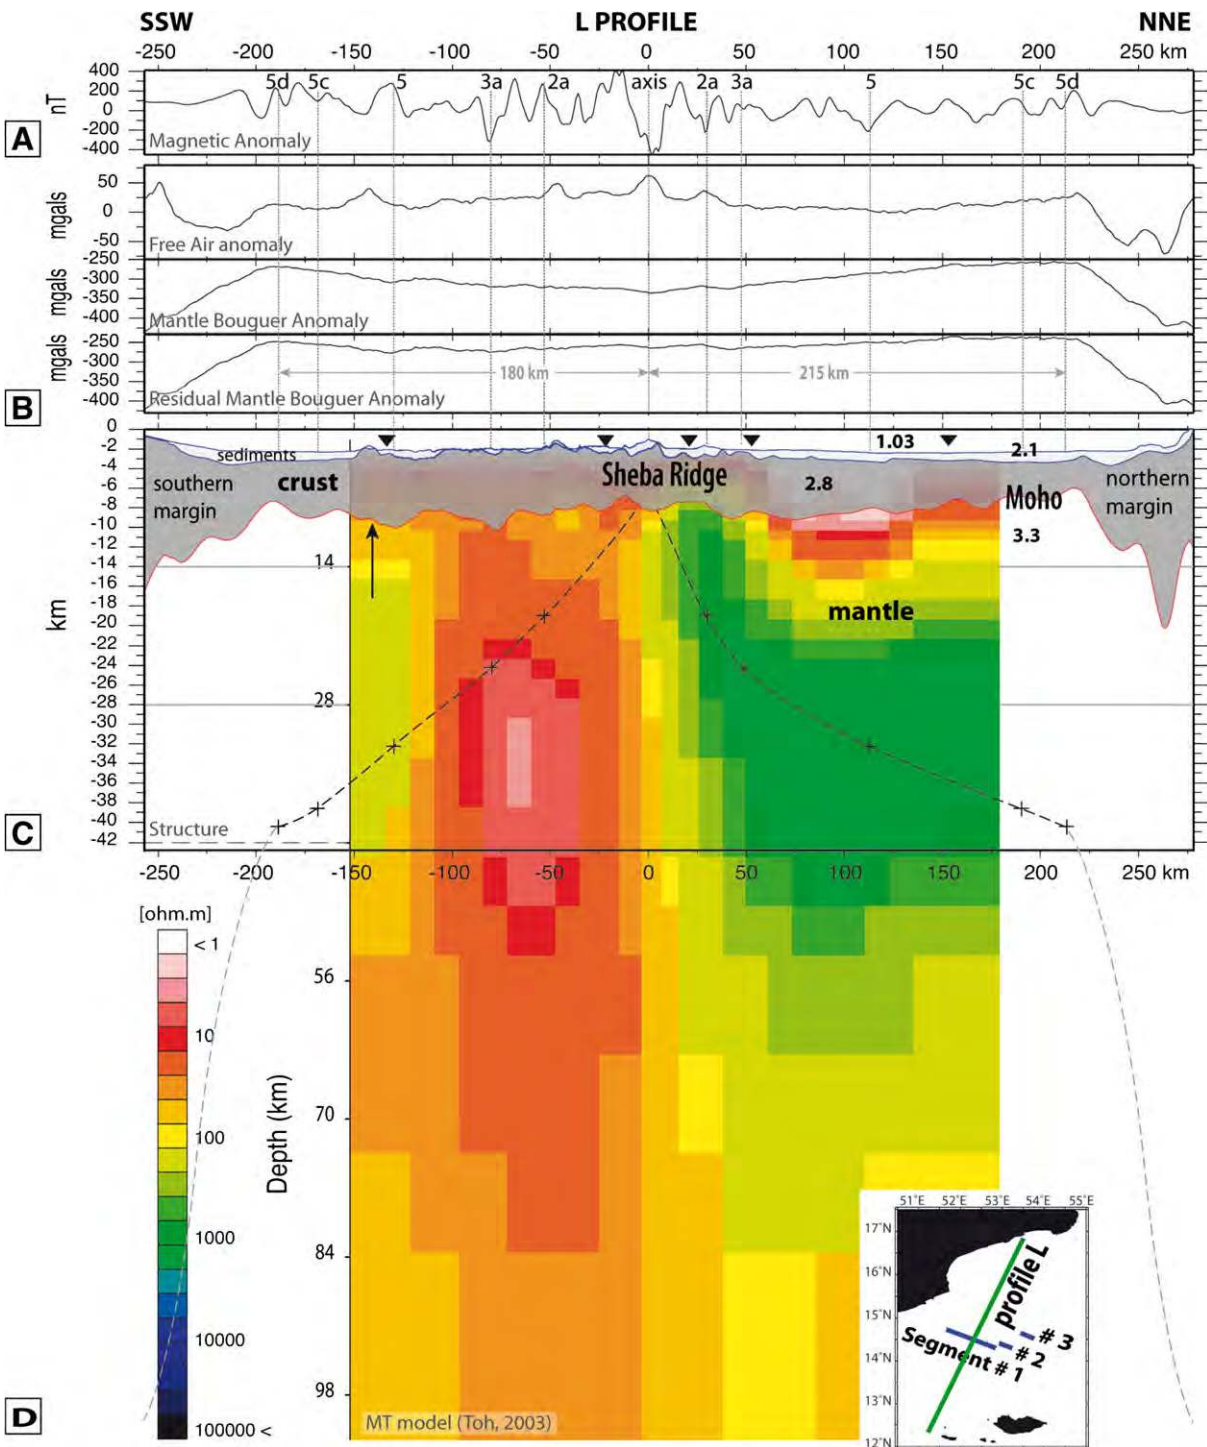 SSW L PROFILE NNE
-250 -200 -150 -100 -50 0 50 100 150 200 250 km
400
200
0
-200
-400
nT
5d 5c 5 3a 2a axis 2a 3a 5 5c 5d
A
Magnetic Anomaly
50
0
-50
mgals
Free Air anomaly
-250
-300
-350
-400
mgals
Mantle Bouguer Anomaly
-250
-300
-350
-400
mgals
180 km 215 km
Residual Mantle Bouguer Anomaly
B
0
-2
-4
-6
-8
-10
-12
-14
-16
-18
-20
-22
-24
-26
-28
-30
-32
-34
-36
-38
-40
-42
km
sediments
1.03
2.1
southern
margin
crust
Sheba Ridge
2.8
Moho
northern
margin
3.3
14
mantle
28
C
Structure
-250 -200 -150 -100 -50 0 50 100 150 200 250 km
[ohm.m]
< 1
10
100
1000
10000
100000 <
Depth (km)
56
70
84
98
51°E 52°E 53°E 54°E 55°E
17°N
16°N
15°N
14°N
13°N
12°N
profile L
Segment # 1
# 2
# 3
D
MT model (Toh, 2003)